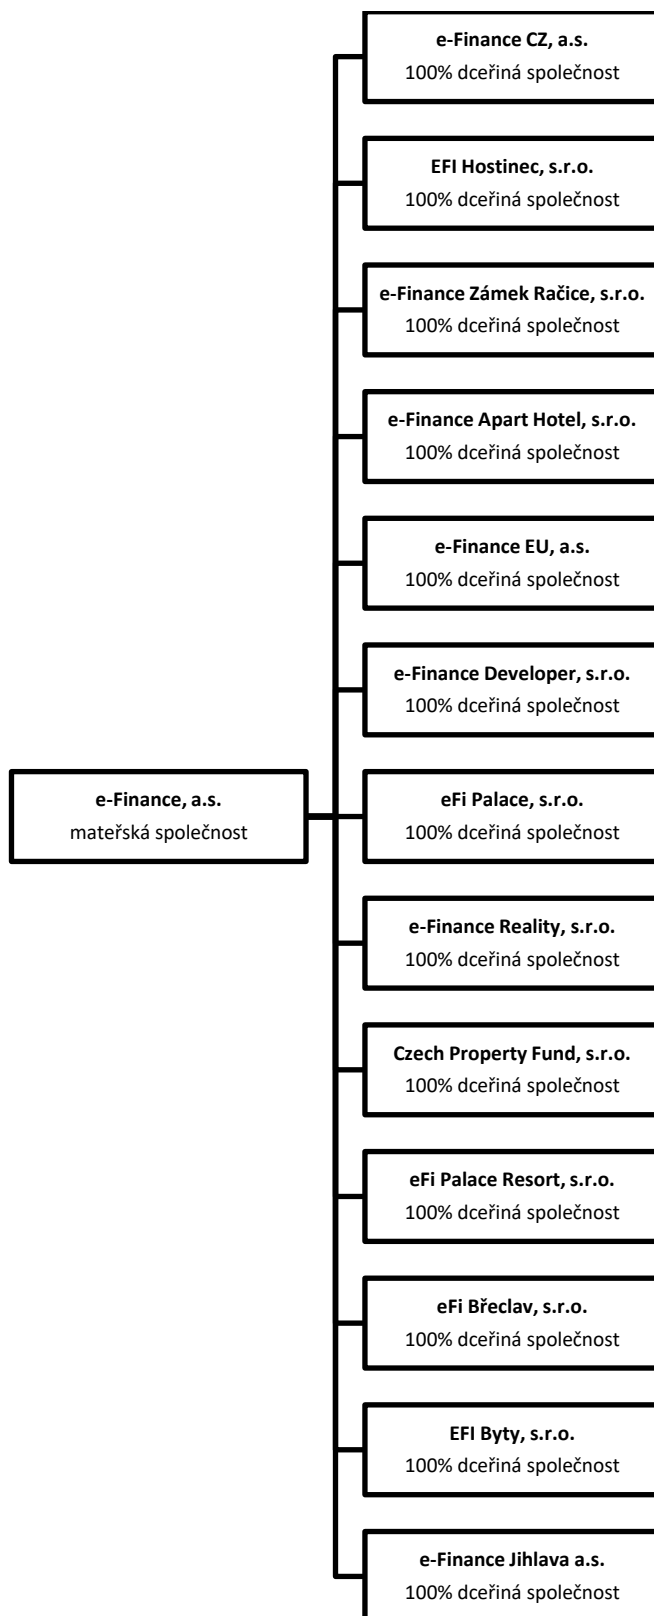 e-Finance CZ, a.s.
100% dceřiná společnost
EFI Hostinec, s.r.o.
100% dceřiná společnost
e-Finance Zámek Račice, s.r.o.
100% dceřiná společnost
e-Finance Apart Hotel, s.r.o.
100% dceřiná společnost
e-Finance EU, a.s.
100% dceřiná společnost
e-Finance Developer, s.r.o.
100% dceřiná společnost
e-Finance, a.s.
mateřská společnost
eFi Palace, s.r.o.
100% dceřiná společnost
e-Finance Reality, s.r.o.
100% dceřiná společnost
Czech Property Fund, s.r.o.
100% dceřiná společnost
eFi Palace Resort, s.r.o.
100% dceřiná společnost
eFi Břeclav, s.r.o.
100% dceřiná společnost
EFI Byty, s.r.o.
100% dceřiná společnost
e-Finance Jihlava a.s.
100% dceřiná společnost